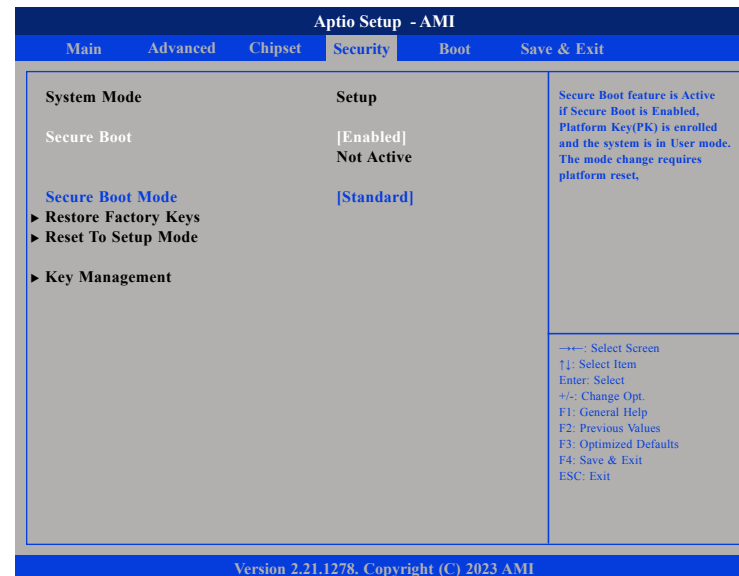 Aptio Setup - AMI
Main Advanced Chipset Security Boot Save & Exit
System Mode Setup
Secure Boot [Enabled]
Not Active
Secure Boot Mode [Standard]
► Restore Factory Keys
► Reset To Setup Mode
► Key Management
Secure Boot feature is Active
if Secure Boot is Enabled,
Platform Key(PK) is enrolled
and the system is in User mode.
The mode change requires
platform reset,
→←: Select Screen
↑↓: Select Item
Enter: Select
+/-: Change Opt.
F1: General Help
F2: Previous Values
F3: Optimized Defaults
F4: Save & Exit
ESC: Exit
Version 2.21.1278. Copyright (C) 2023 AMI